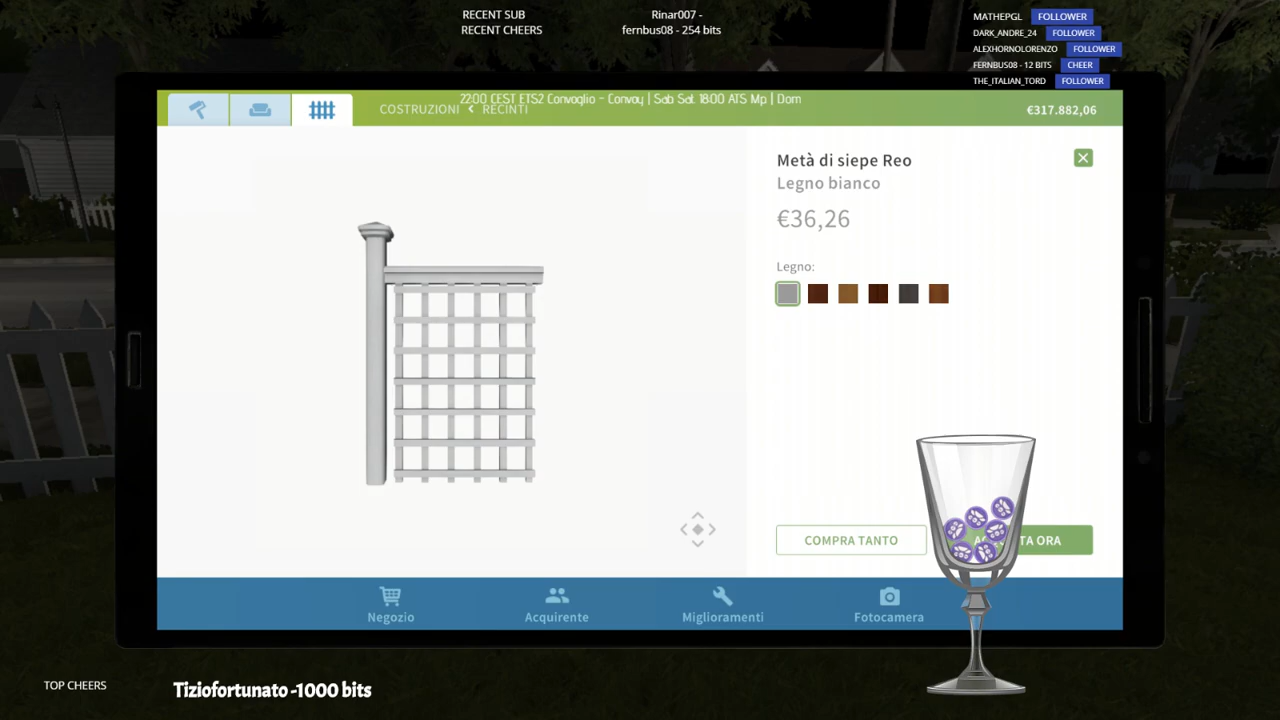 RECENT SUB
Rinar007 -
RECENT CHEERS
fernbus08 - 254 bits
MATHEPGL FOLLOWER
DARK_ANDRE_24 FOLLOWER
ALEXHORNOLORENZO FOLLOWER
FERNBUS08 - 12 BITS CHEER
THE_ITALIAN_TORD FOLLOWER
22:00 CEST ETS2 Convoglio - Convoy | Sab Sat. 18:00 ATS Mp | Dom
COSTRUZIONI < RECINTI
€317.882,06
Metà di siepe Reo
Legno bianco
€36,26
Legno:
COMPRA TANTO
TA ORA
Negozio
Acquirente
Miglioramenti
Fotocamera
TOP CHEERS
Tiziofortunato -1000 bits